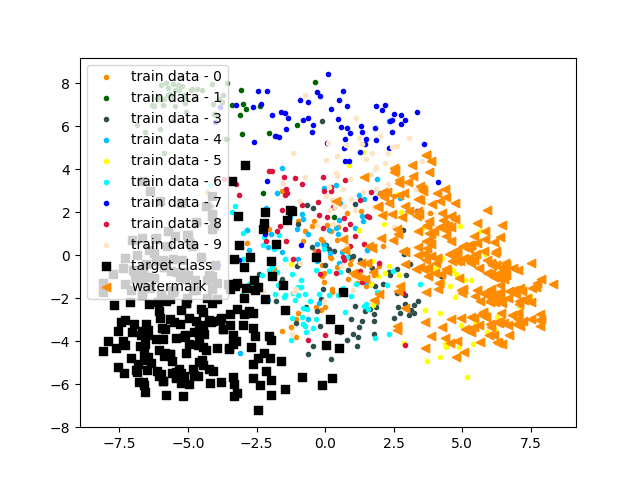 train data - 0
train data - 1
train data - 3
train data - 4
train data - 5
train data - 6
train data - 7
train data - 8
train data - 9
target class
watermark
8
6
4
2
0
−2
−4
−6
−8
−7.5 −5.0 −2.5 0.0 2.5 5.0 7.5